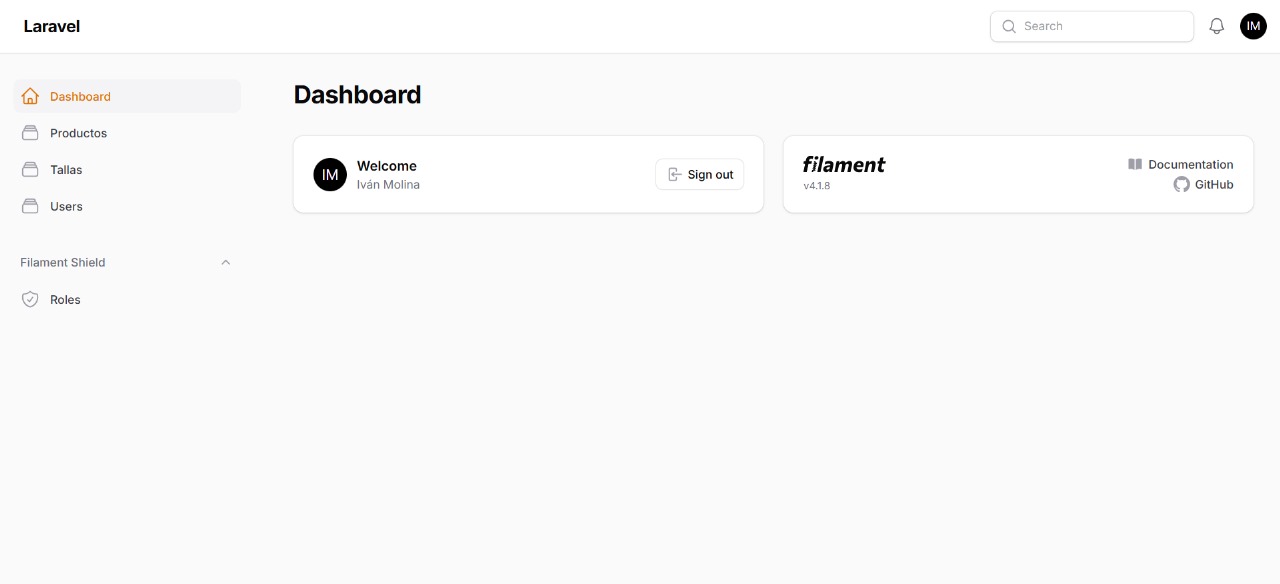 Laravel
Search
IM
Dashboard
Productos
Tallas
Users
Filament Shield
Roles
Dashboard
IM
Welcome
Iván Molina
Sign out
filament
v4.1.8
Documentation
GitHub